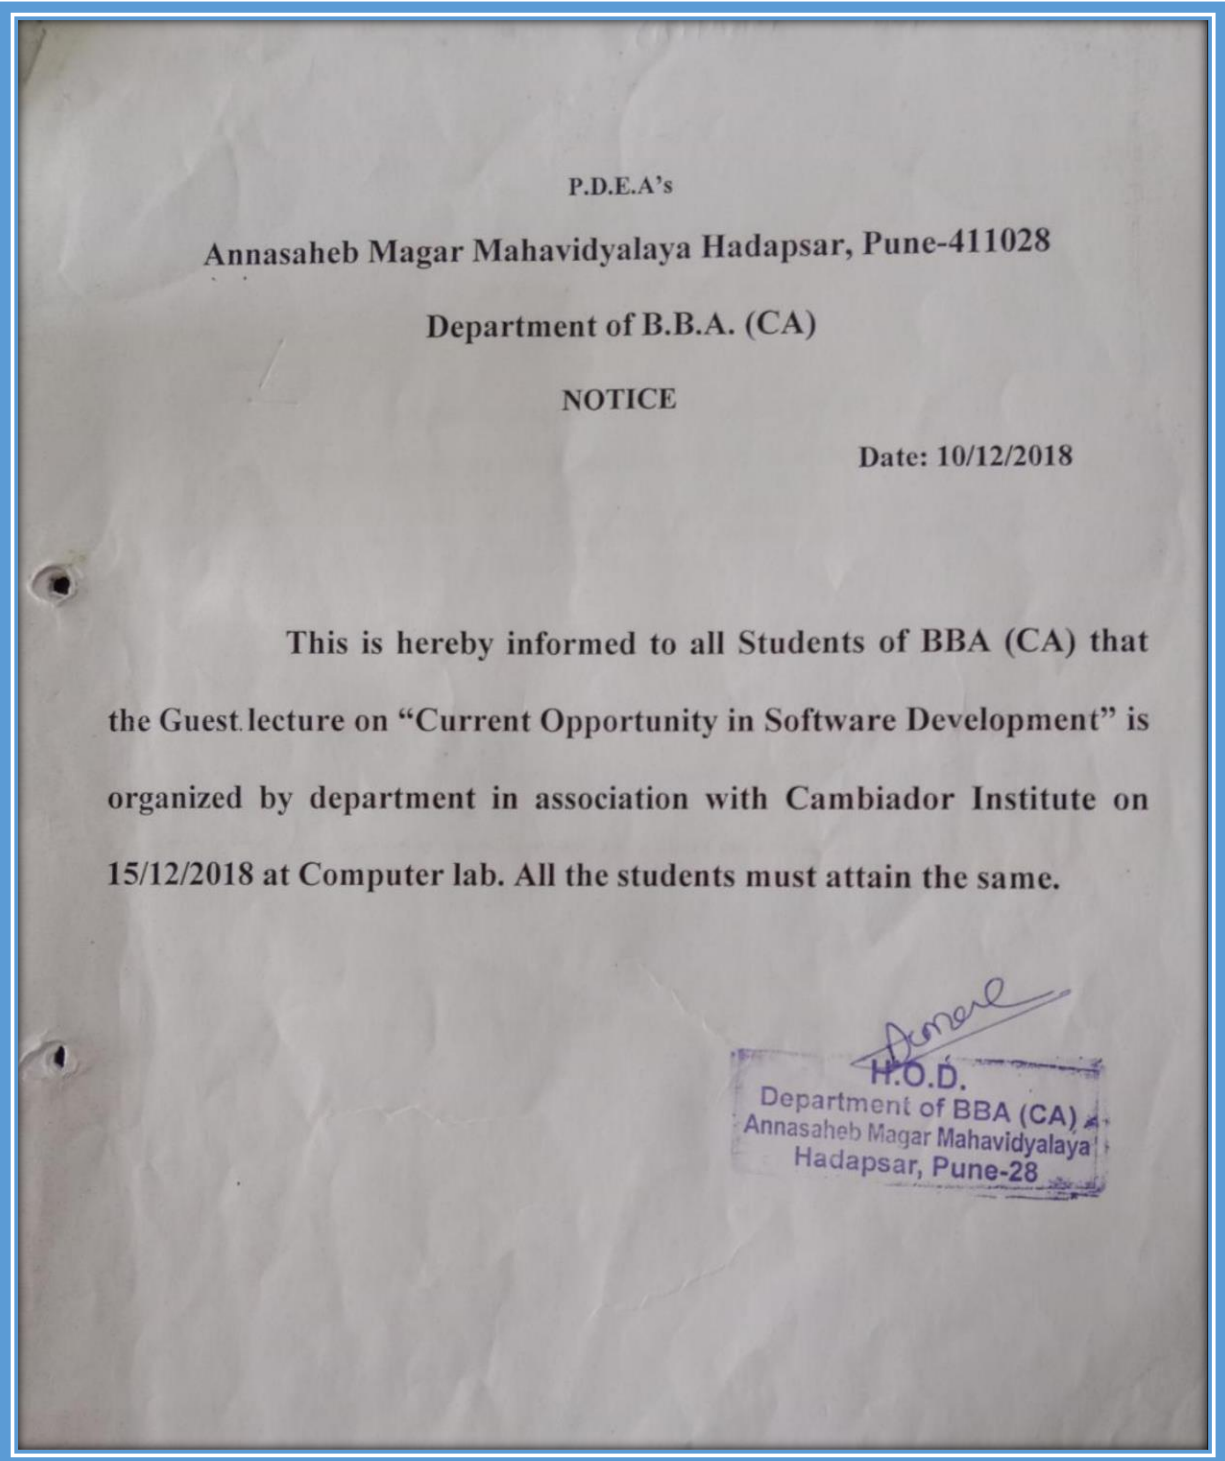 P.D.E.A's
Annasaheb Magar Mahavidyalaya Hadapsar, Pune-411028
Department of B.B.A. (CA)
NOTICE
Date: 10/12/2018
This is hereby informed to all Students of BBA (CA) that
the Guest lecture on “Current Opportunity in Software Development” is
organized by department in association with Cambiador Institute on
15/12/2018 at Computer lab. All the students must attain the same.
H.O.D.
Department of BBA (CA)
Annasaheb Magar Mahavidyalaya
Hadapsar, Pune-28